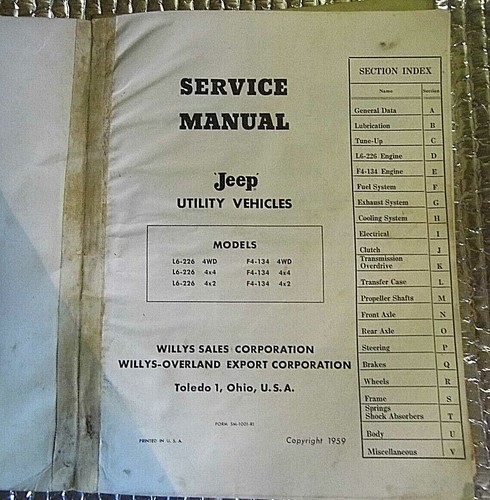 SERVICE
MANUAL
'Jeep'
UTILITY VEHICLES
MODELS
L6-226 4WD F4-134 4WD
L6-226 4x4 F4-134 4x4
L6-226 4x2 F4-134 4x2
WILLYS SALES CORPORATION
WILLYS-OVERLAND EXPORT CORPORATION
Toledo 1, Ohio, U.S.A.
FORM SM-1001-R1
PRINTED IN U. S. A.
Copyright 1959
SECTION INDEX
Name Section
General Data A
Lubrication B
Tune-Up C
L6-226 Engine D
F4-134 Engine E
Fuel System F
Exhaust System G
Cooling System H
Electrical I
Clutch J
Transmission
Overdrive K
Transfer Case L
Propeller Shafts M
Front Axle N
Rear Axle O
Steering P
Brakes Q
Wheels R
Frame S
Springs
Shock Absorbers T
Body U
Miscellaneous V